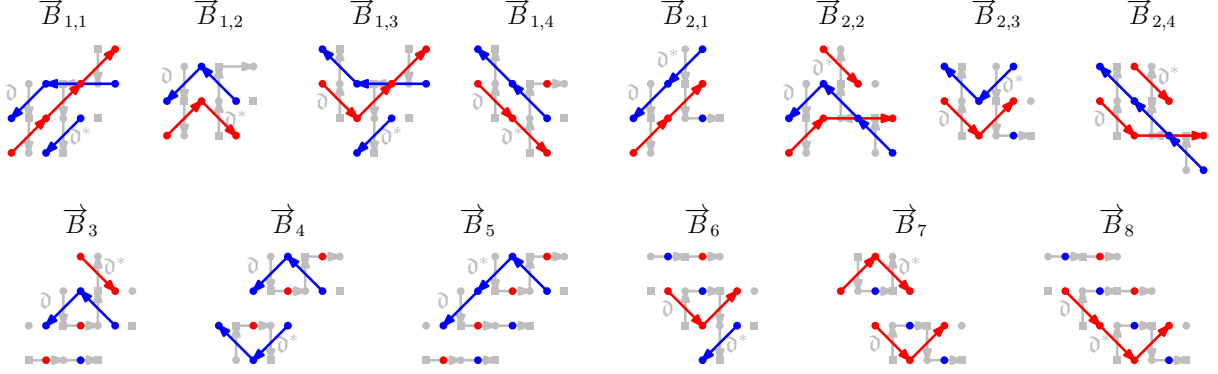 B⃗1,1 B⃗1,2 B⃗1,3 B⃗1,4 B⃗2,1 B⃗2,2 B⃗2,3 B⃗2,4
𝔡 𝔡* 𝔡 𝔡* 𝔡 𝔡* 𝔡 𝔡* 𝔡* 𝔡 𝔡* 𝔡 𝔡 𝔡* 𝔡* 𝔡
B⃗3 B⃗4 B⃗5 B⃗6 B⃗7 B⃗8
𝔡 𝔡* 𝔡 𝔡* 𝔡* 𝔡 𝔡 𝔡* 𝔡* 𝔡 𝔡 𝔡*